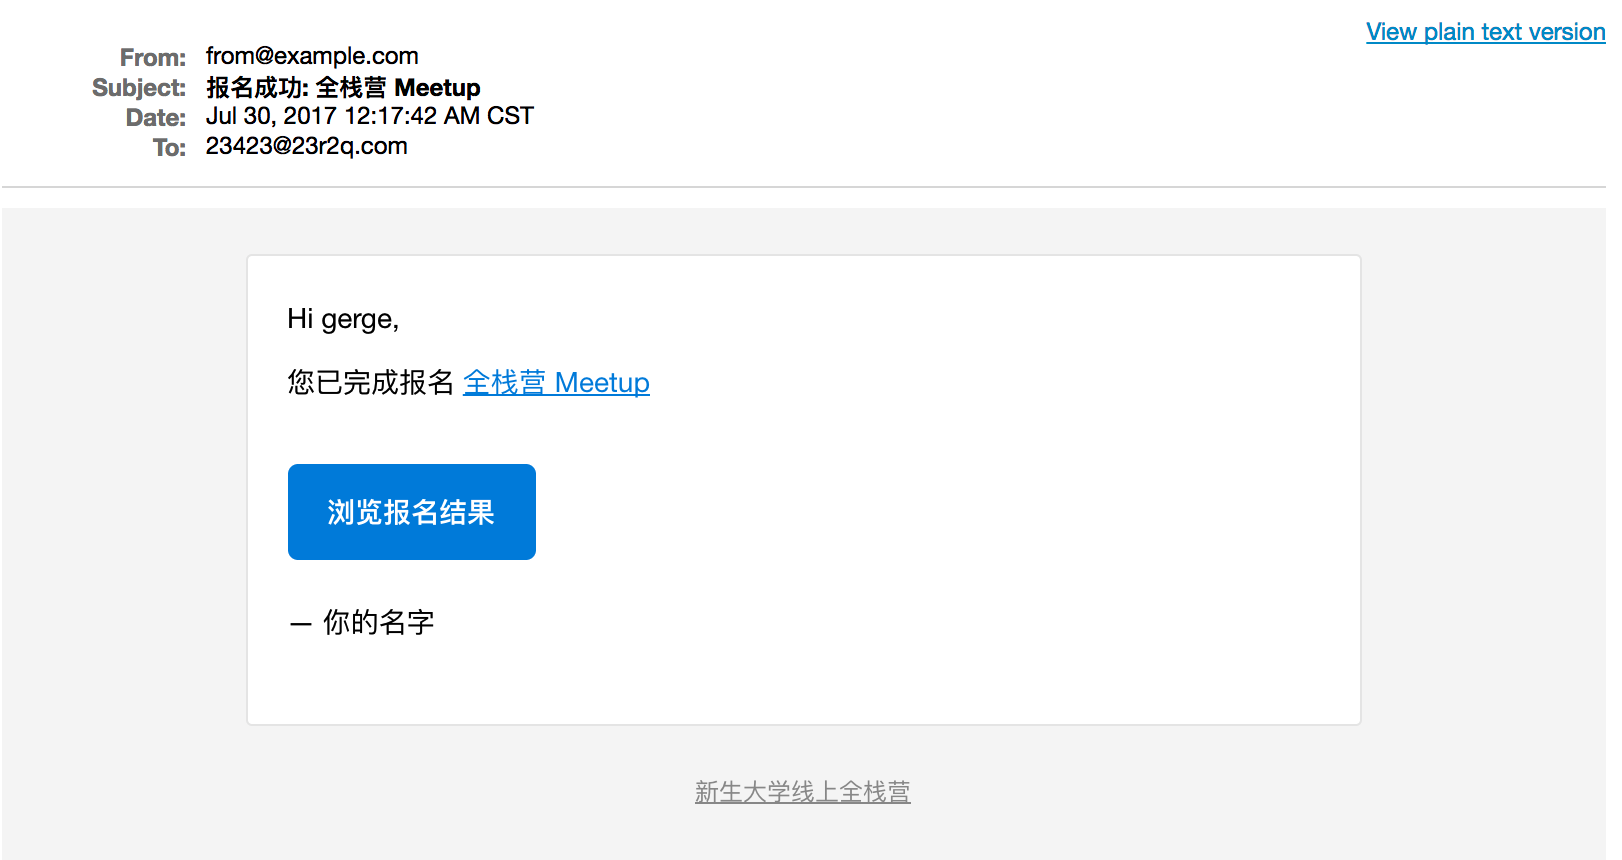 View plain text version
From: from@example.com
Subject: 报名成功: 全栈营 Meetup
Date: Jul 30, 2017 12:17:42 AM CST
To: 23423@23r2q.com
Hi gerge,
您已完成报名 全栈营 Meetup
浏览报名结果
— 你的名字
新生大学线上全栈营